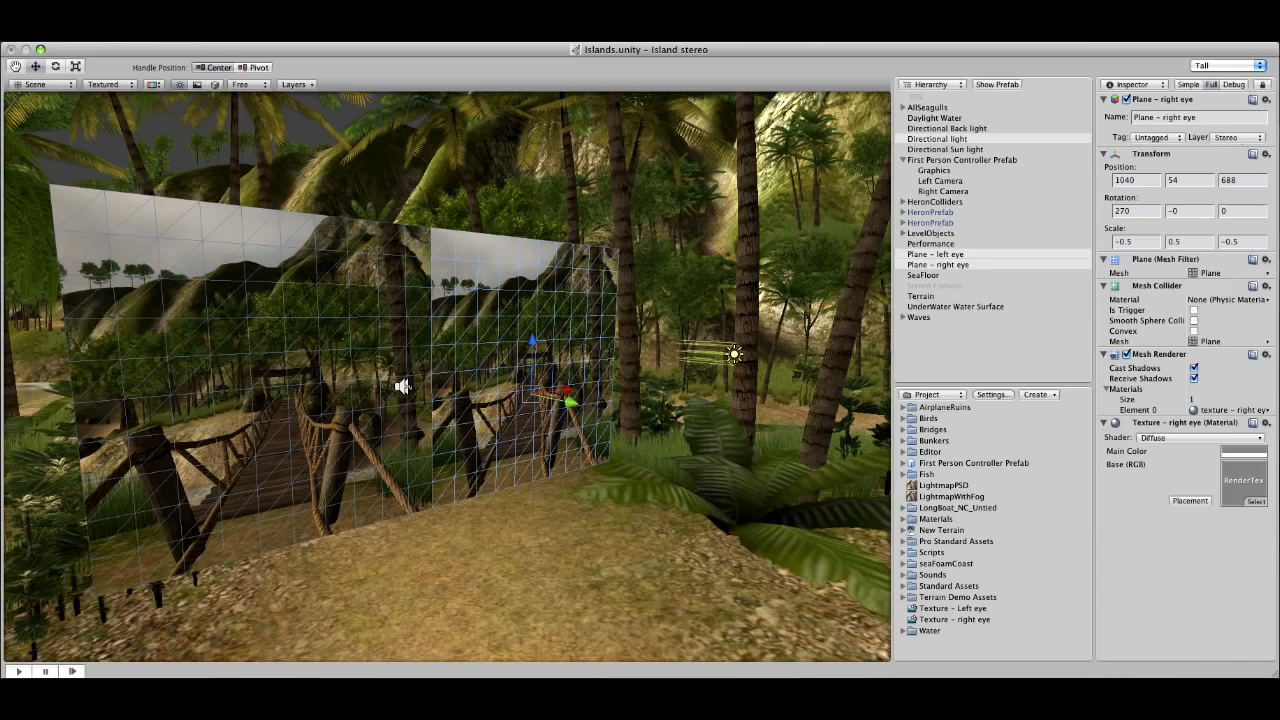 Islands.unity – Island stereo
Handle Position: Center Pivot
Tall
Scene Textured Free Layers
Hierarchy Show Prefab
AllSeagulls
Daylight Water
Directional Back light
Directional light
Directional Sun light
First Person Controller Prefab
Graphics
Left Camera
Right Camera
HeronColliders
HeronPrefab
HeronPrefab
LevelObjects
Performance
Plane – left eye
Plane – right eye
SeaFloor
Stereo Camera
Terrain
UnderWater Water Surface
Waves
Project Settings... Create
AirplaneRuins
Birds
Bridges
Bunkers
Editor
First Person Controller Prefab
Fish
LightmapPSD
LightmapWithFog
LongBoat_NC_Untied
Materials
New Terrain
Pro Standard Assets
Scripts
seaFoamCoast
Sounds
Standard Assets
Terrain Demo Assets
Texture – Left eye
Texture – right eye
Water
Inspector Simple Full Debug
Plane – right eye
Name: Plane – right eye
Tag: Untagged Layer Stereo
Transform
Position:
1040 54 688
Rotation:
270 -0 0
Scale:
-0.5 0.5 -0.5
Plane (Mesh Filter)
Mesh Plane
Mesh Collider
Material None (Physic Materia
Is Trigger
Smooth Sphere Colli
Convex
Mesh Plane
Mesh Renderer
Cast Shadows
Receive Shadows
Materials
Size 1
Element 0 texture – right ey
Texture – right eye (Material)
Shader: Diffuse
Main Color
Base (RGB)
RenderTex
Placement Select